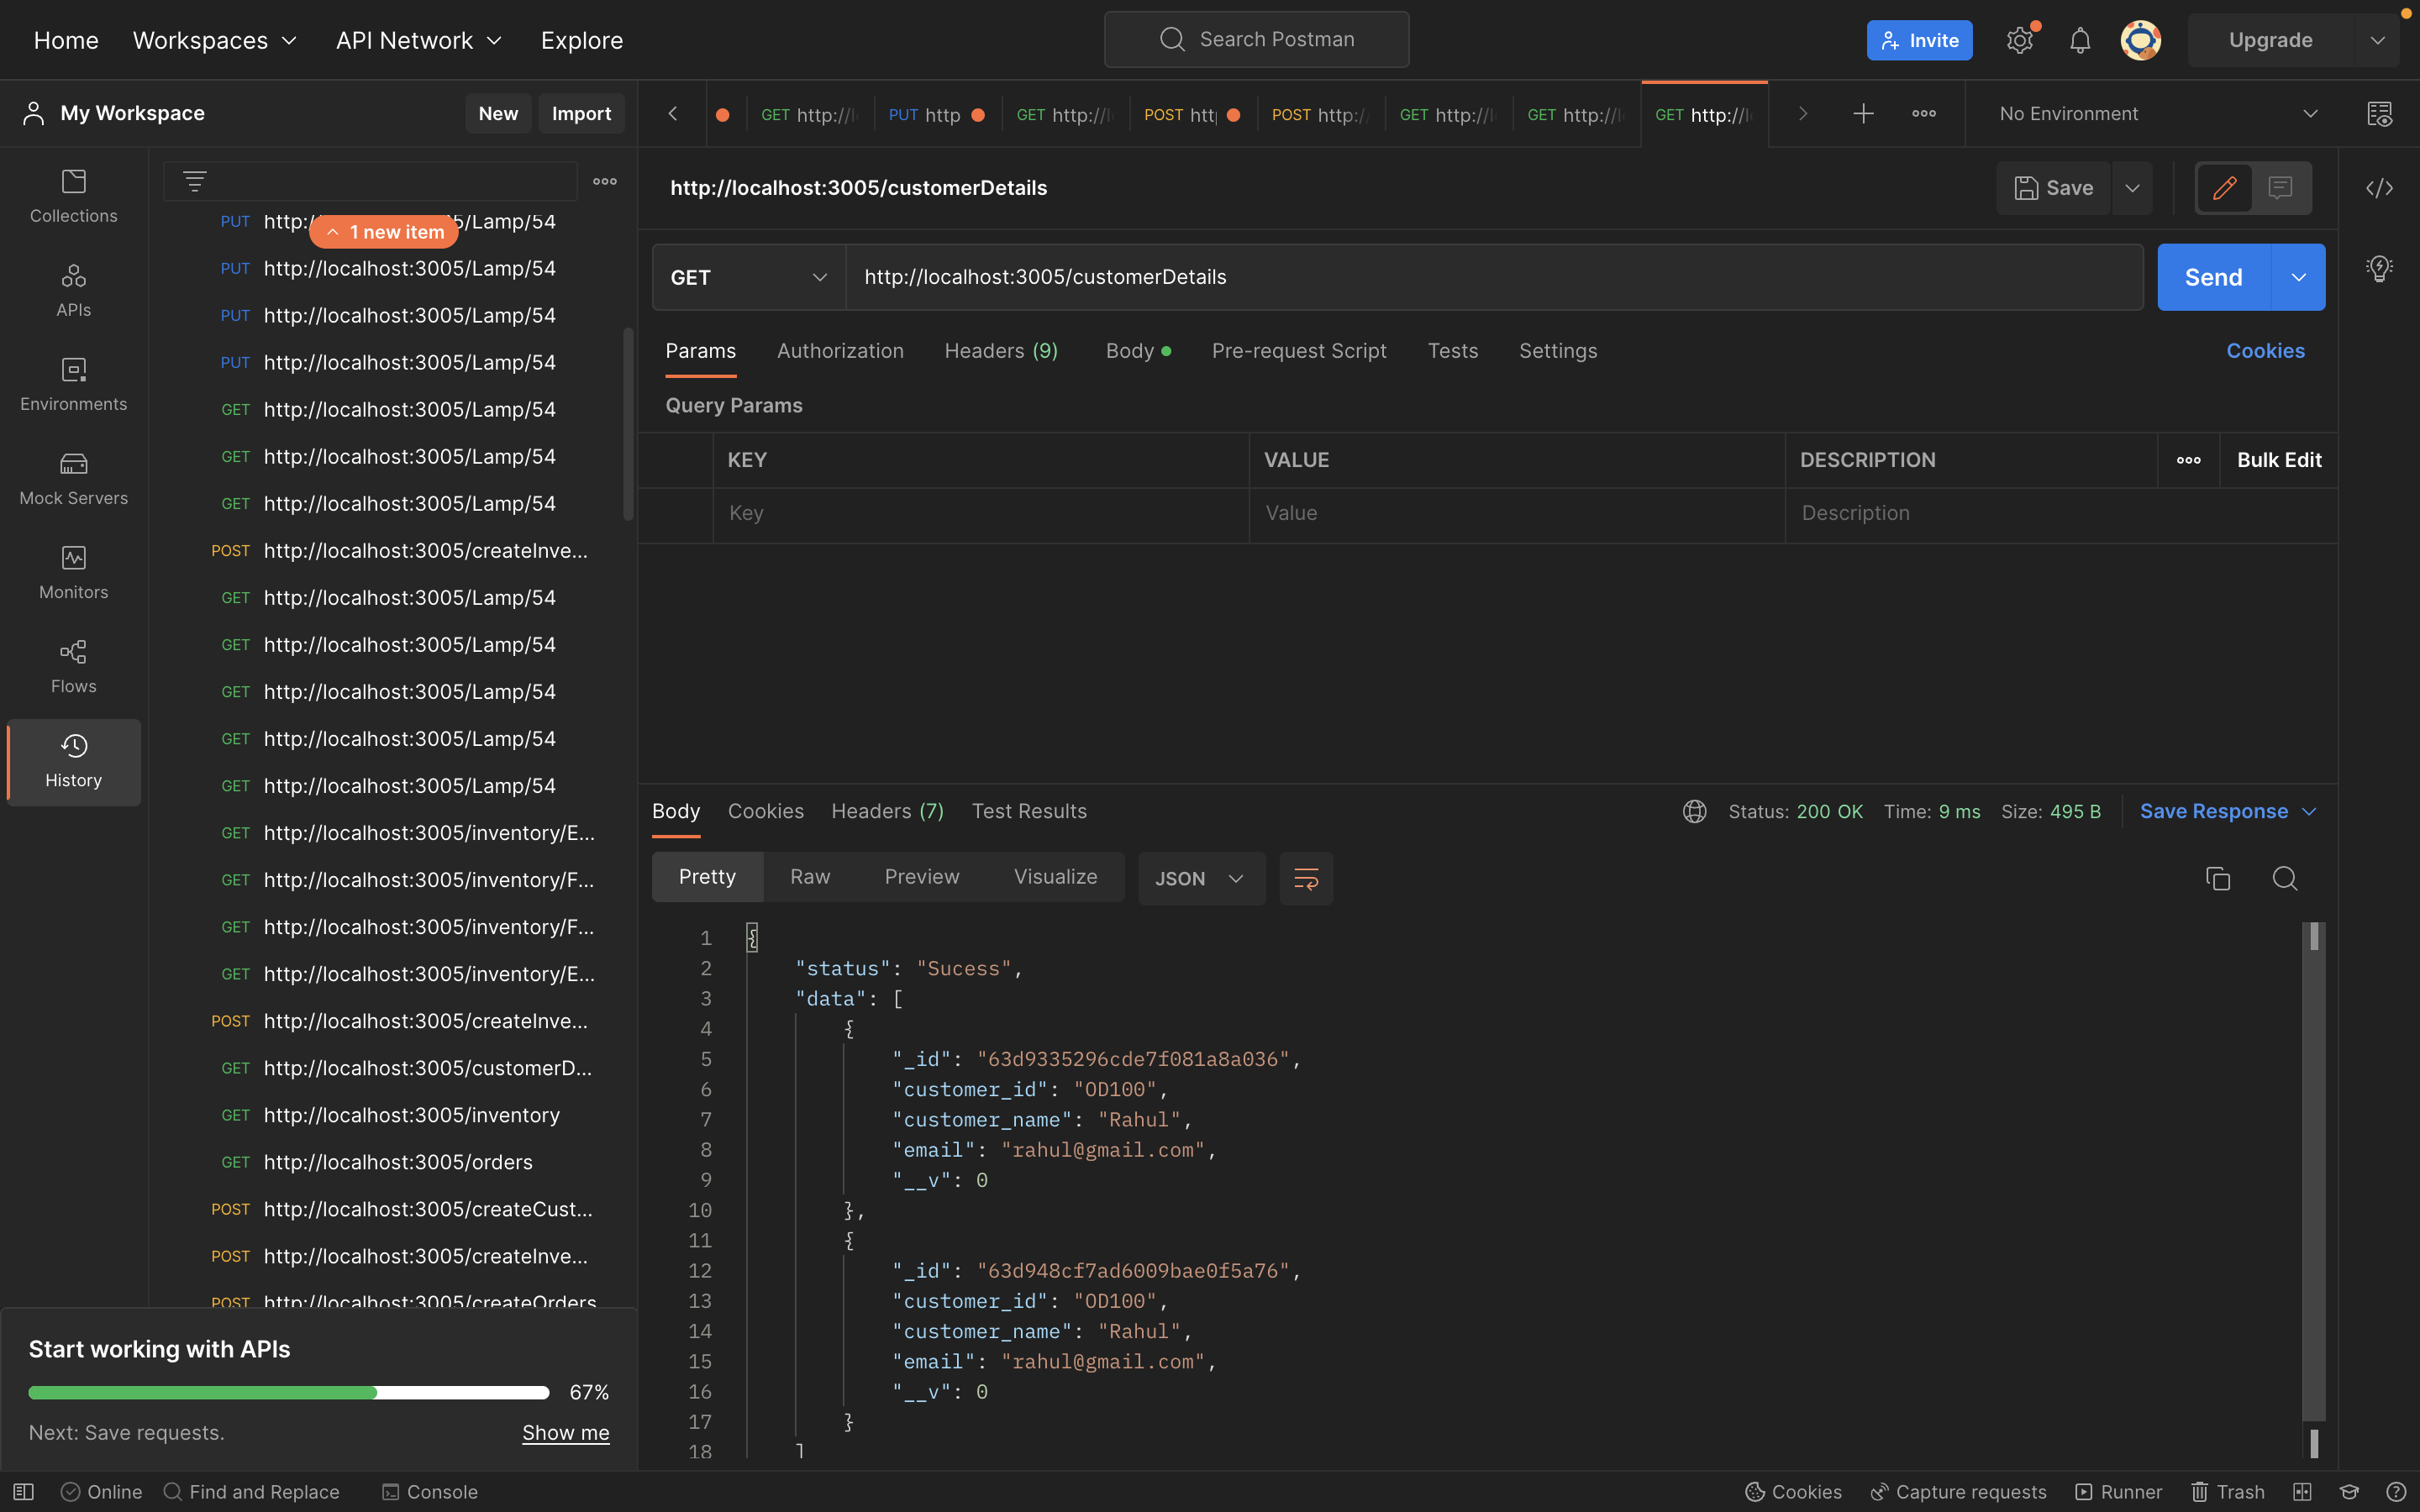 Home Workspaces API Network Explore Search Postman Invite Upgrade
My Workspace New Import
GET http://l PUT http GET http://l POST htt POST http:/ GET http://l GET http://l GET http://l No Environment
Collections
APIs
Environments
Mock Servers
Monitors
Flows
History
1 new item
PUT http://localhost:3005/Lamp/54
PUT http://localhost:3005/Lamp/54
PUT http://localhost:3005/Lamp/54
PUT http://localhost:3005/Lamp/54
GET http://localhost:3005/Lamp/54
GET http://localhost:3005/Lamp/54
GET http://localhost:3005/Lamp/54
POST http://localhost:3005/createInve...
GET http://localhost:3005/Lamp/54
GET http://localhost:3005/Lamp/54
GET http://localhost:3005/Lamp/54
GET http://localhost:3005/Lamp/54
GET http://localhost:3005/Lamp/54
GET http://localhost:3005/inventory/E...
GET http://localhost:3005/inventory/F...
GET http://localhost:3005/inventory/F...
GET http://localhost:3005/inventory/E...
POST http://localhost:3005/createInve...
GET http://localhost:3005/customerD...
GET http://localhost:3005/inventory
GET http://localhost:3005/orders
POST http://localhost:3005/createCust...
POST http://localhost:3005/createInve...
POST http://localhost:3005/createOrders
Start working with APIs
67%
Next: Save requests. Show me
http://localhost:3005/customerDetails Save
GET http://localhost:3005/customerDetails Send
Params Authorization Headers (9) Body Pre-request Script Tests Settings Cookies
Query Params
KEY VALUE DESCRIPTION Bulk Edit
Key Value Description
Body Cookies Headers (7) Test Results Status: 200 OK Time: 9 ms Size: 495 B Save Response
Pretty Raw Preview Visualize JSON
1 {
2 "status": "Sucess",
3 "data": [
4 {
5 "_id": "63d9335296cde7f081a8a036",
6 "customer_id": "OD100",
7 "customer_name": "Rahul",
8 "email": "rahul@gmail.com",
9 "__v": 0
10 },
11 {
12 "_id": "63d948cf7ad6009bae0f5a76",
13 "customer_id": "OD100",
14 "customer_name": "Rahul",
15 "email": "rahul@gmail.com",
16 "__v": 0
17 }
18 ]
Online Find and Replace Console Cookies Capture requests Runner Trash